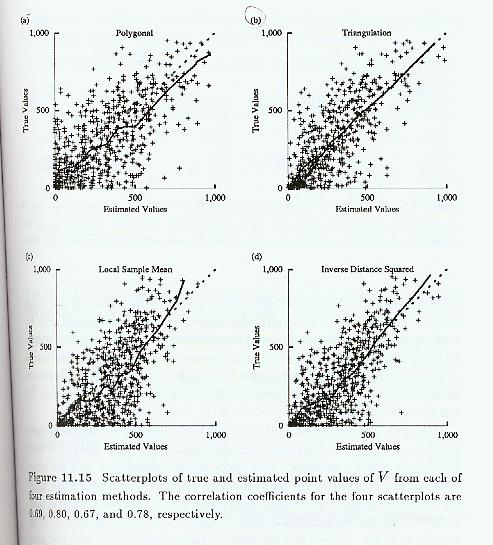 (a)
Polygonal
1,000
500
0
True Values
0 500 1,000
Estimated Values
(b)
Triangulation
1,000
500
0
True Values
0 500 1,000
Estimated Values
(c)
Local Sample Mean
1,000
500
0
True Values
0 500 1,000
Estimated Values
(d)
Inverse Distance Squared
1,000
500
0
True Values
0 500 1,000
Estimated Values
Figure 11.15 Scatterplots of true and estimated point values of V from each of
four estimation methods. The correlation coefficients for the four scatterplots are
0.69, 0.80, 0.67, and 0.78, respectively.